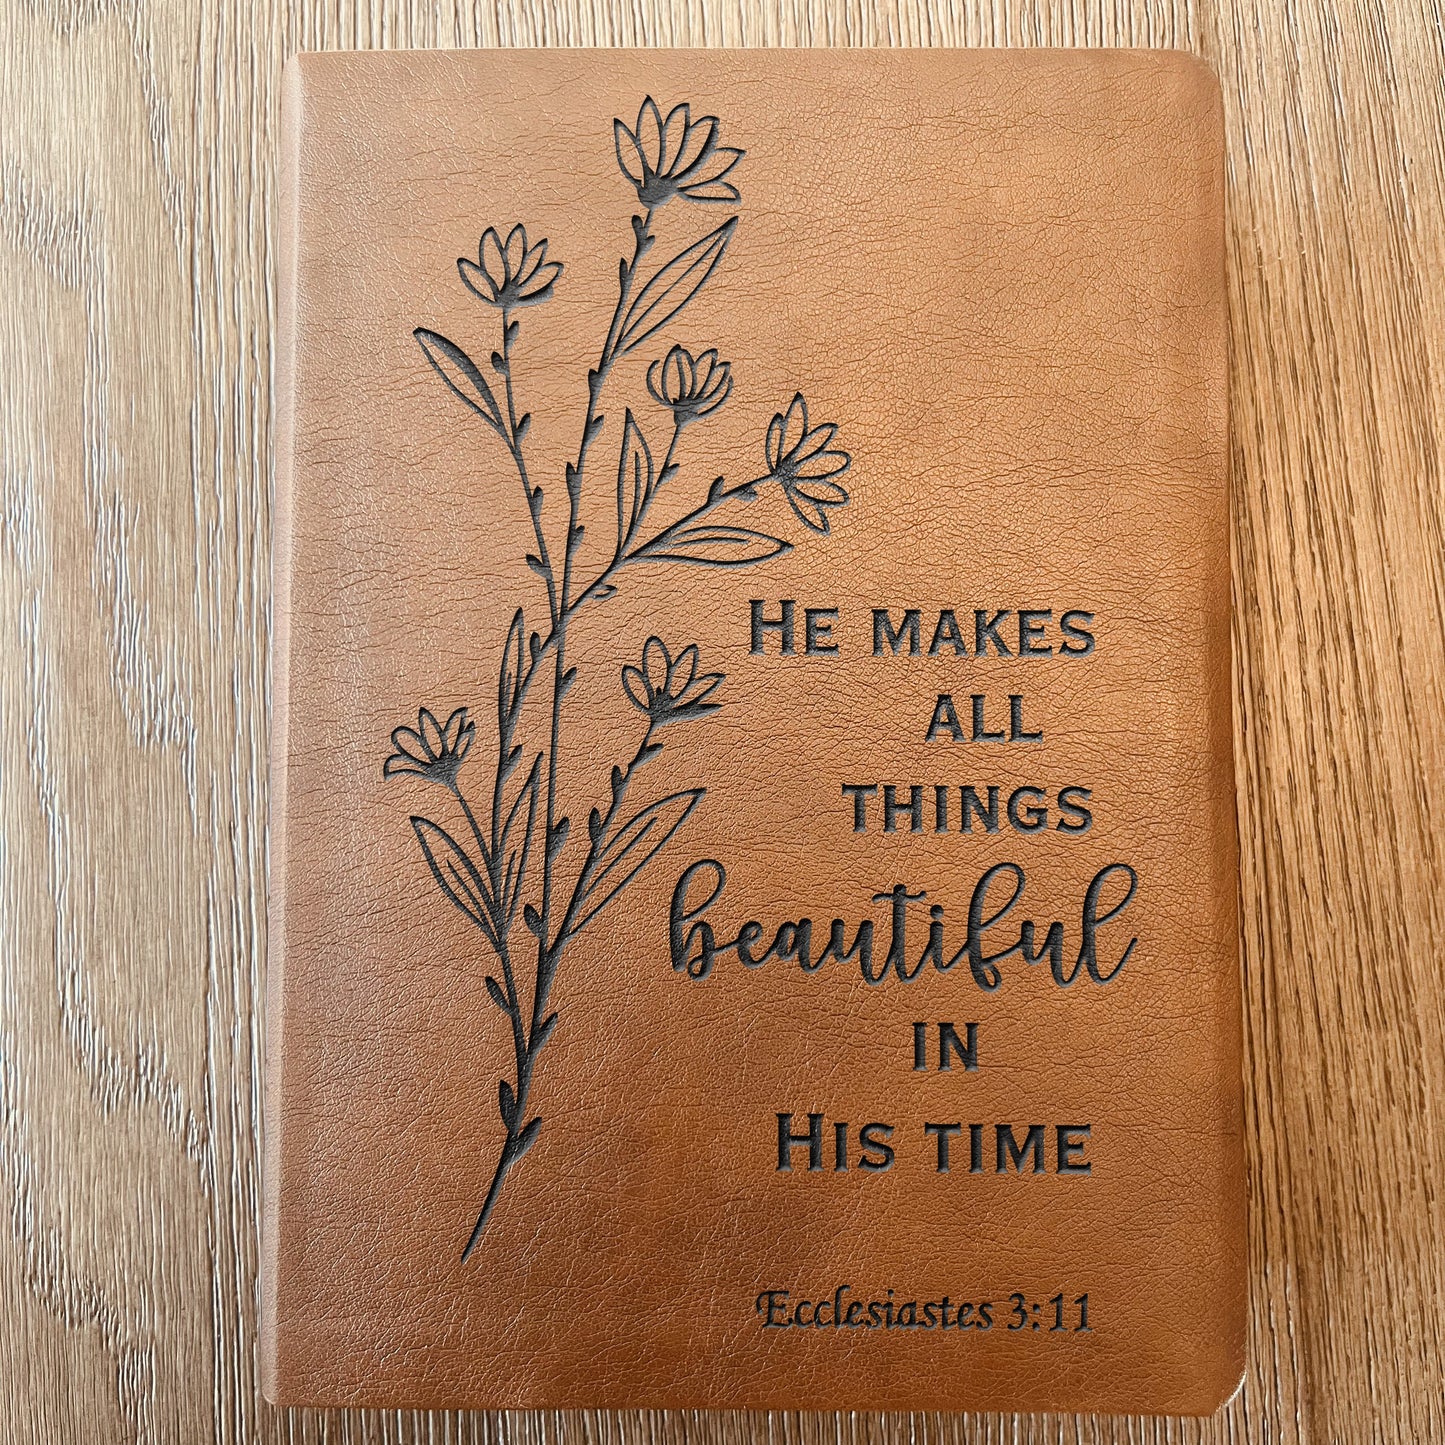 He makes
all
things
beautiful
in
His time
Ecclesiastes 3:11